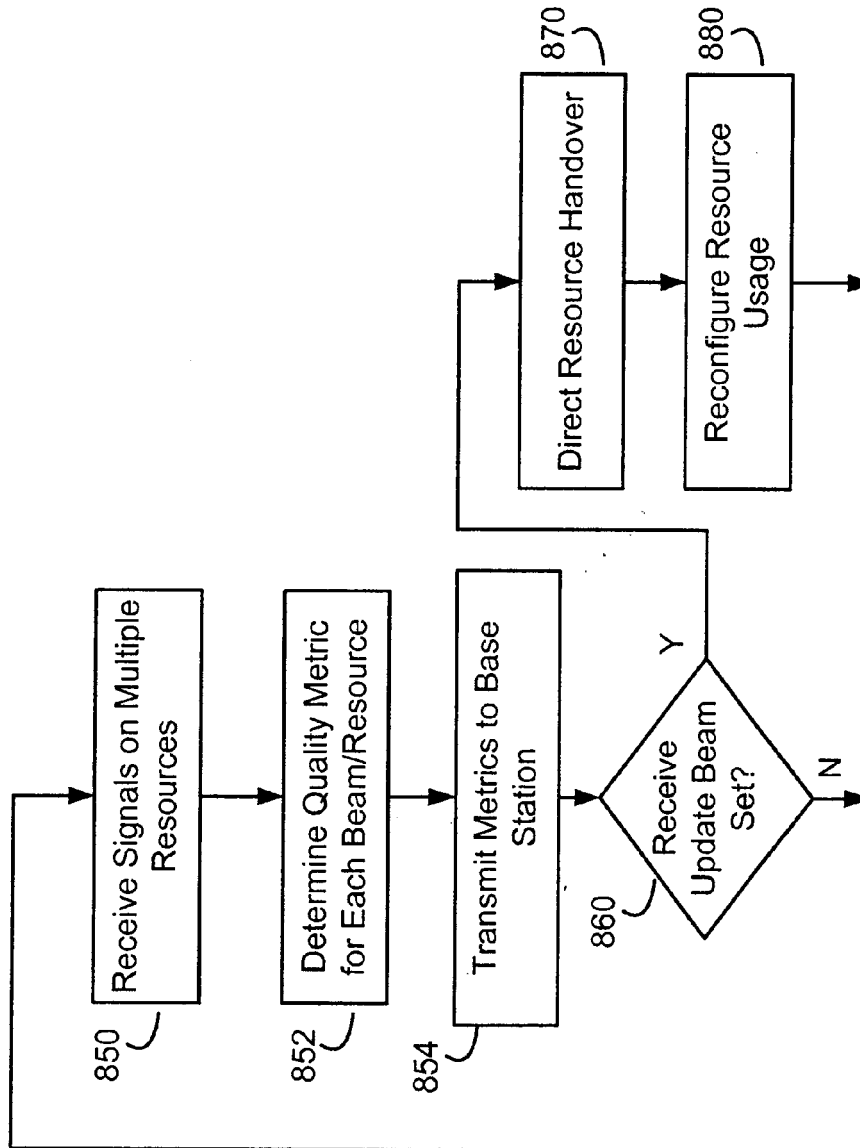 Receive Signals on Multiple
Resources
850
Determine Quality Metric
for Each Beam/Resource
852
Transmit Metrics to Base
Station
854
Receive
Update Beam
Set?
860
Y
N
Direct Resource Handover
870
Reconfigure Resource
Usage
880